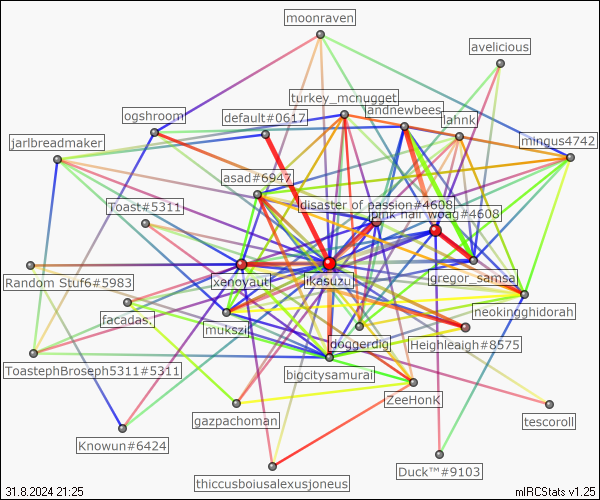 moonraven
avelicious
turkey_mcnugget
landnewbees
ogshroom
default#0617
lahnk
jarlbreadmaker
mingus4742
asad#6947
disaster of passion#4608
Toast#5311
pink hair woag#4608
Random Stuf6#5983
xenoyaut
ikasuzu
gregor_samsa
facadas.
mukszil
neokingghidorah
doggerdig
Heighleaigh#8575
ToastephBroseph5311#5311
bigcitysamurai
ZeeHonK
gazpachoman
tescoroll
Knowun#6424
thiccusboiusalexusjoneus
Duck™#9103
31.8.2024 21:25
mIRCStats v1.25